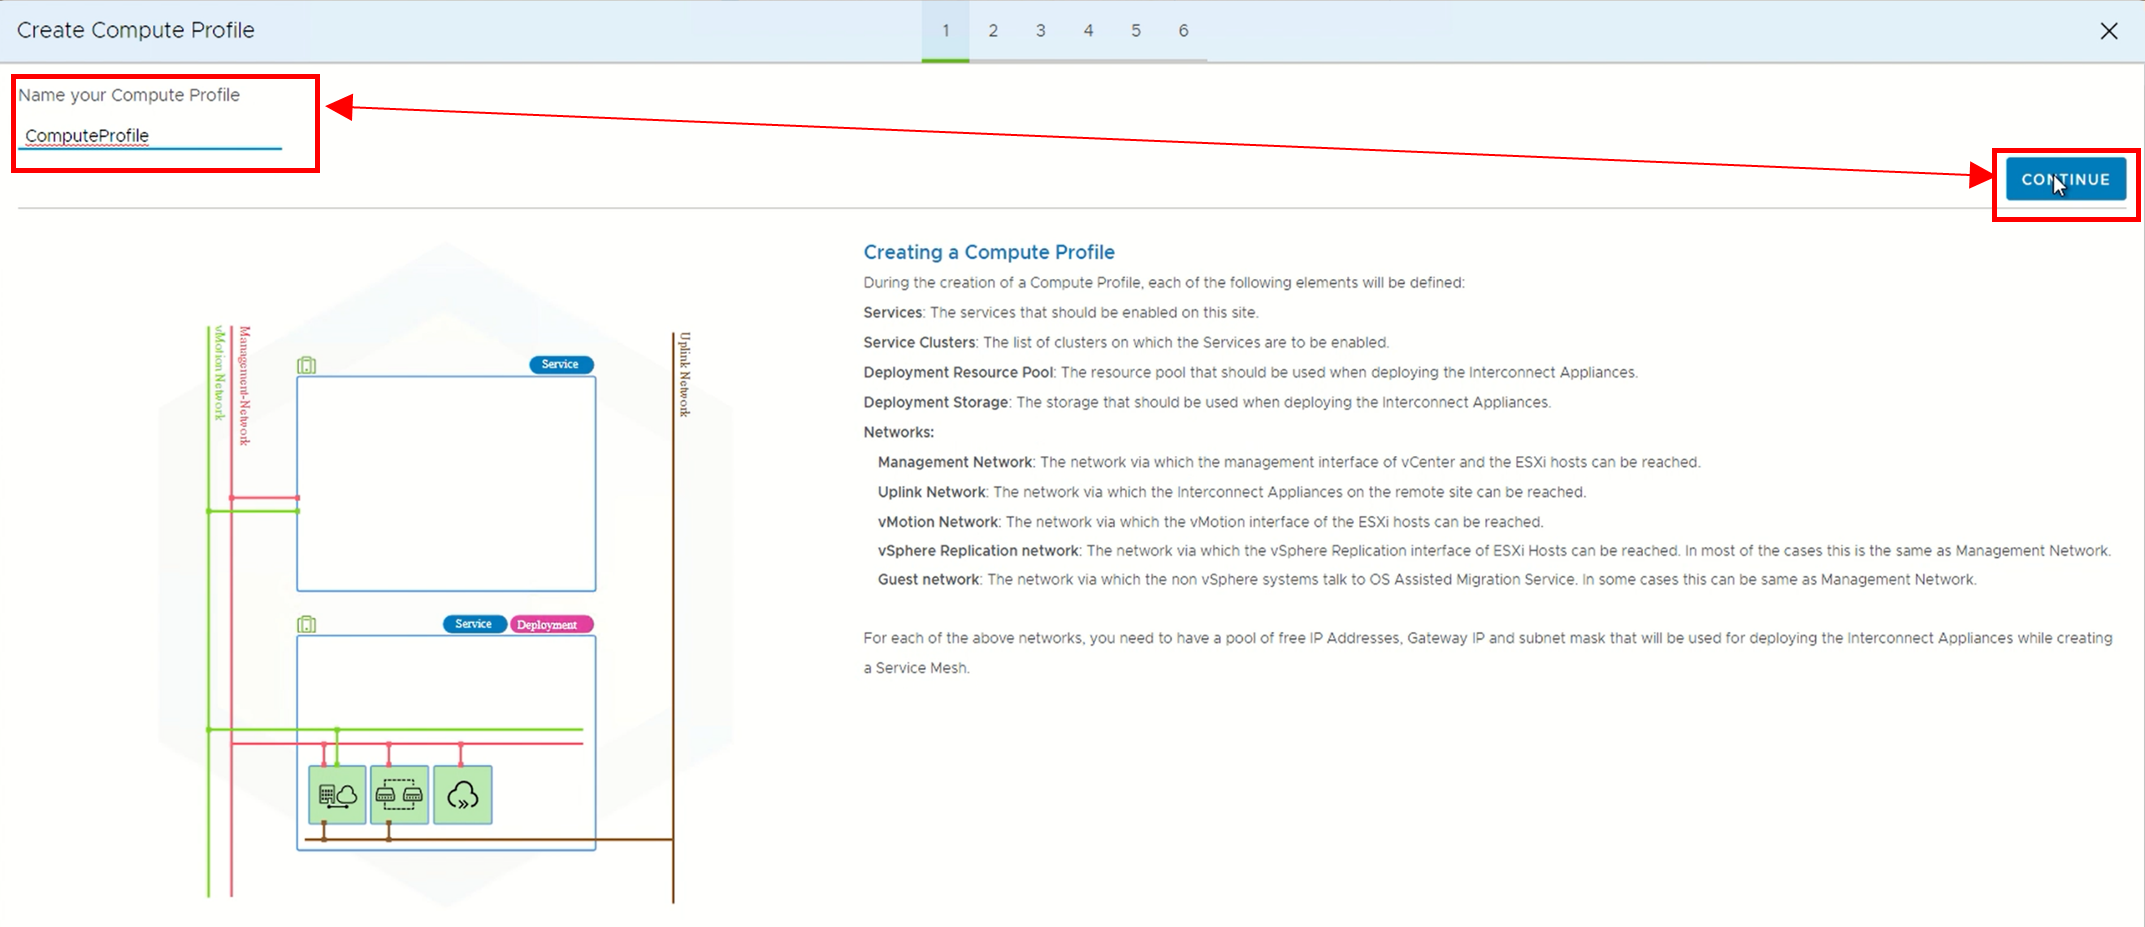 Create Compute Profile
1 2 3 4 5 6
Name your Compute Profile
ComputeProfile
CONTINUE
vMotion Network
Management-Network
Uplink Network
Service
Service Deployment
Creating a Compute Profile
During the creation of a Compute Profile, each of the following elements will be defined:
Services: The services that should be enabled on this site.
Service Clusters: The list of clusters on which the Services are to be enabled.
Deployment Resource Pool: The resource pool that should be used when deploying the Interconnect Appliances.
Deployment Storage: The storage that should be used when deploying the Interconnect Appliances.
Networks:
Management Network: The network via which the management interface of vCenter and the ESXi hosts can be reached.
Uplink Network: The network via which the Interconnect Appliances on the remote site can be reached.
vMotion Network: The network via which the vMotion interface of the ESXi hosts can be reached.
vSphere Replication network: The network via which the vSphere Replication interface of ESXi Hosts can be reached. In most of the cases this is the same as Management Network.
Guest network: The network via which the non vSphere systems talk to OS Assisted Migration Service. In some cases this can be same as Management Network.
For each of the above networks, you need to have a pool of free IP Addresses, Gateway IP and subnet mask that will be used for deploying the Interconnect Appliances while creating
a Service Mesh.